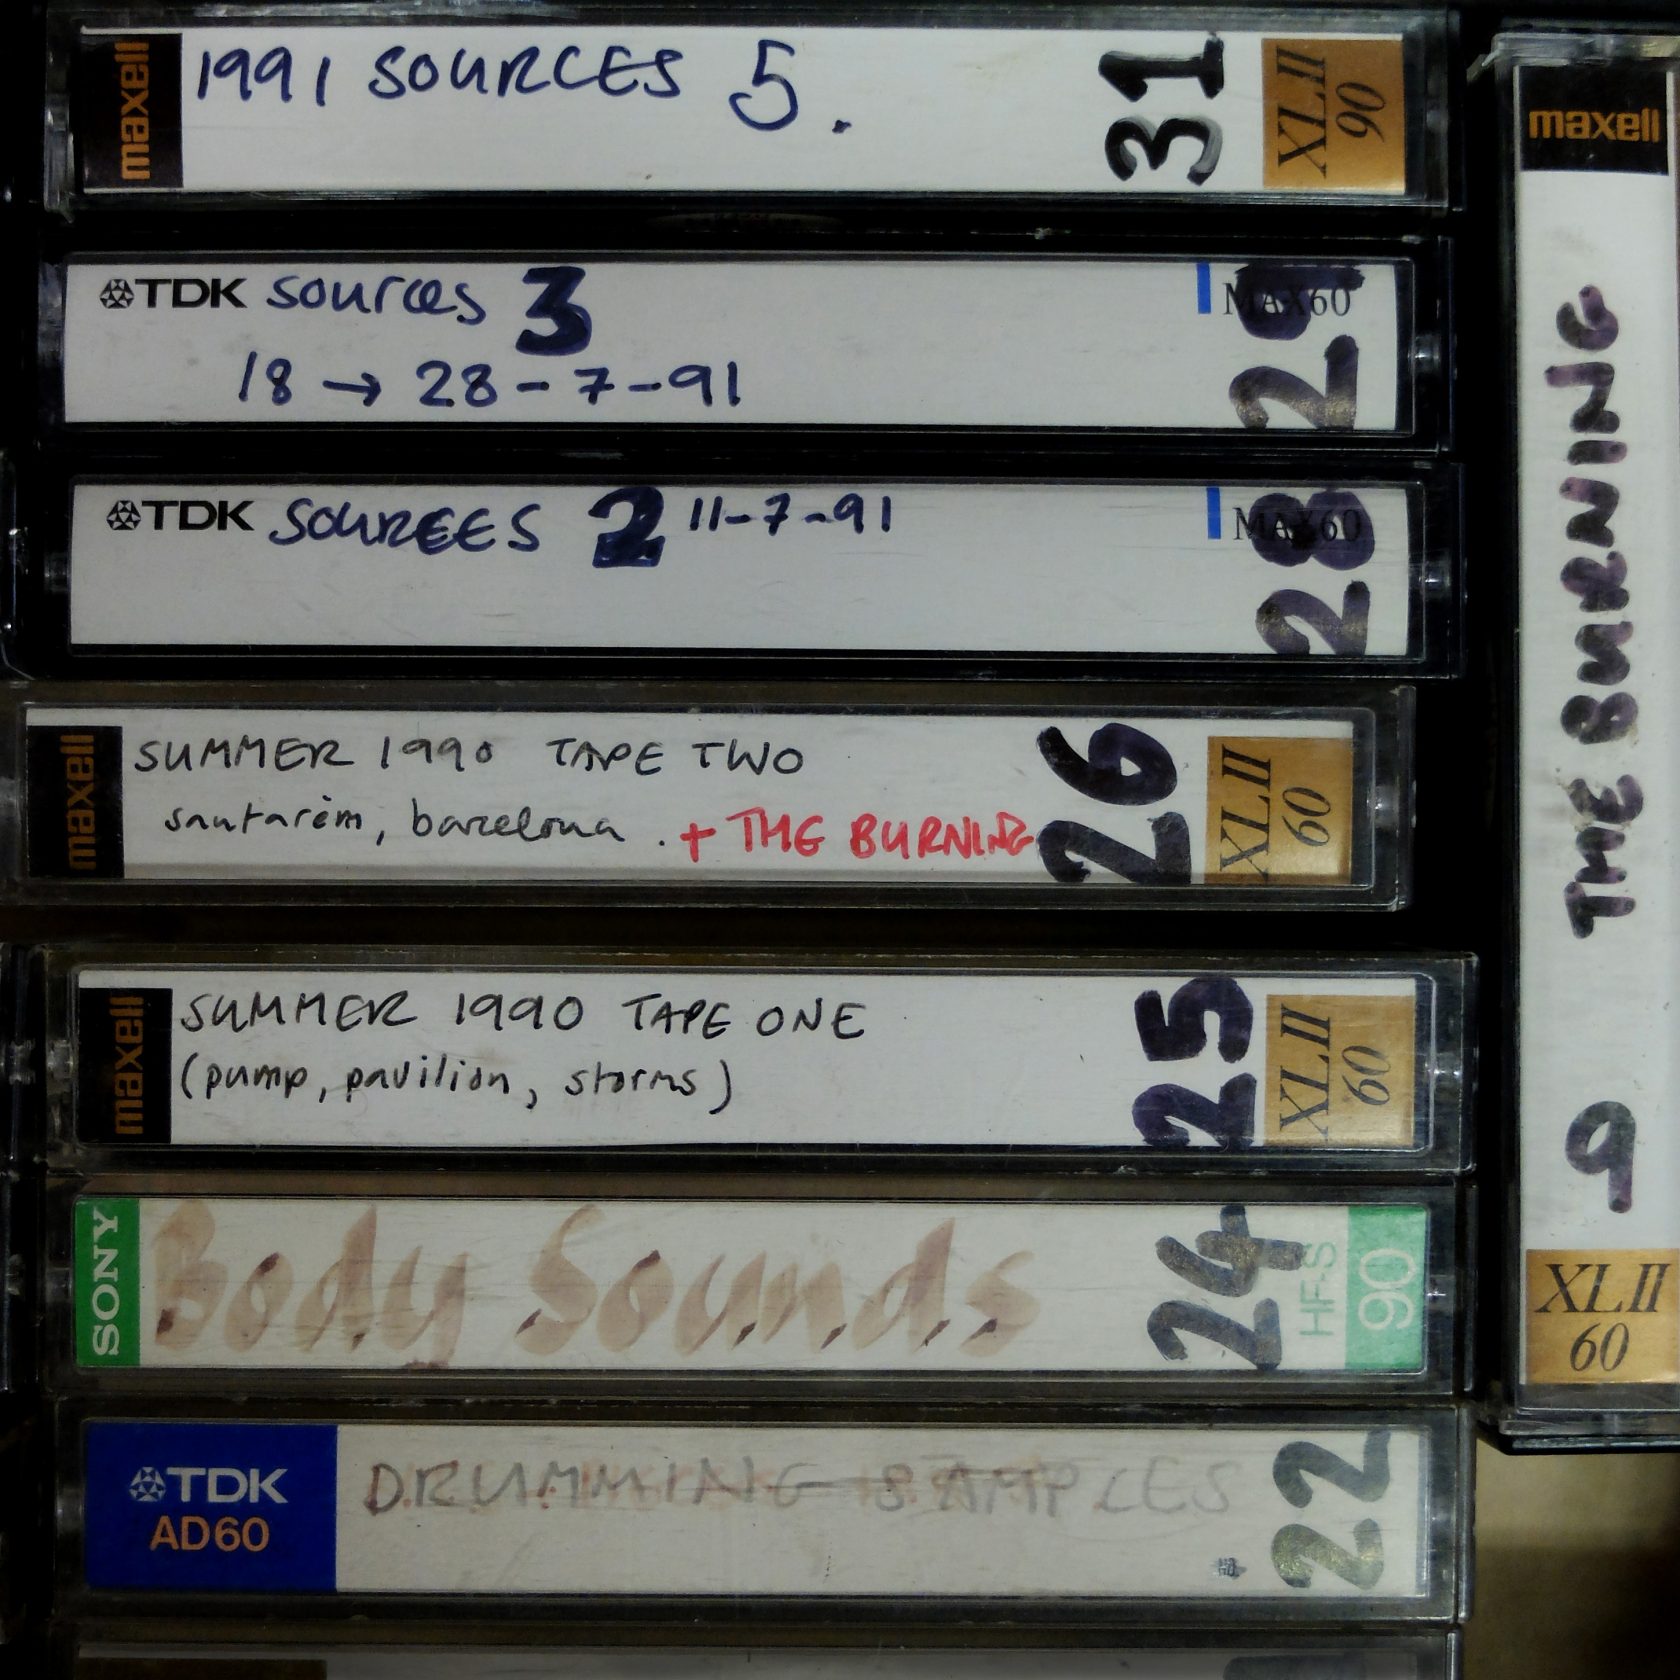 maxell 1991 SOURCES 5. 31 XLII 90
TDK sources 3 MAX60 29
18 → 28-7-91
TDK SOURCES 2 11-7-91 MAX60 28
maxell SUMMER 1990 TAPE TWO 26 XLII 60
santarém, barcelona . + THE BURNING
maxell SUMMER 1990 TAPE ONE 25 XLII 60
(pump, pavilion, storms)
SONY Body Sounds 24 HF-S 90
TDK DRUMMING SAMPLES 22
AD60
maxell THE BURNING 9 XLII 60